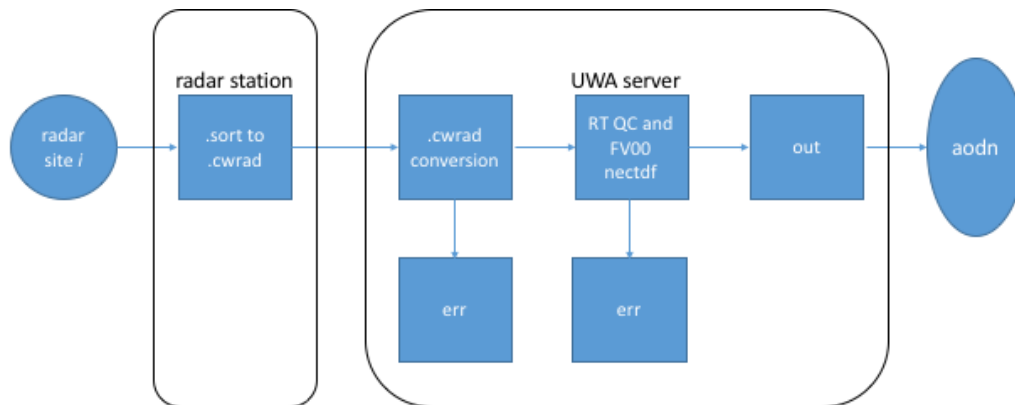 radar station
UWA server
radar
site i
.sort to
.cwrad
.cwrad
conversion
RT QC and
FV00
nectdf
out
aodn
err
err